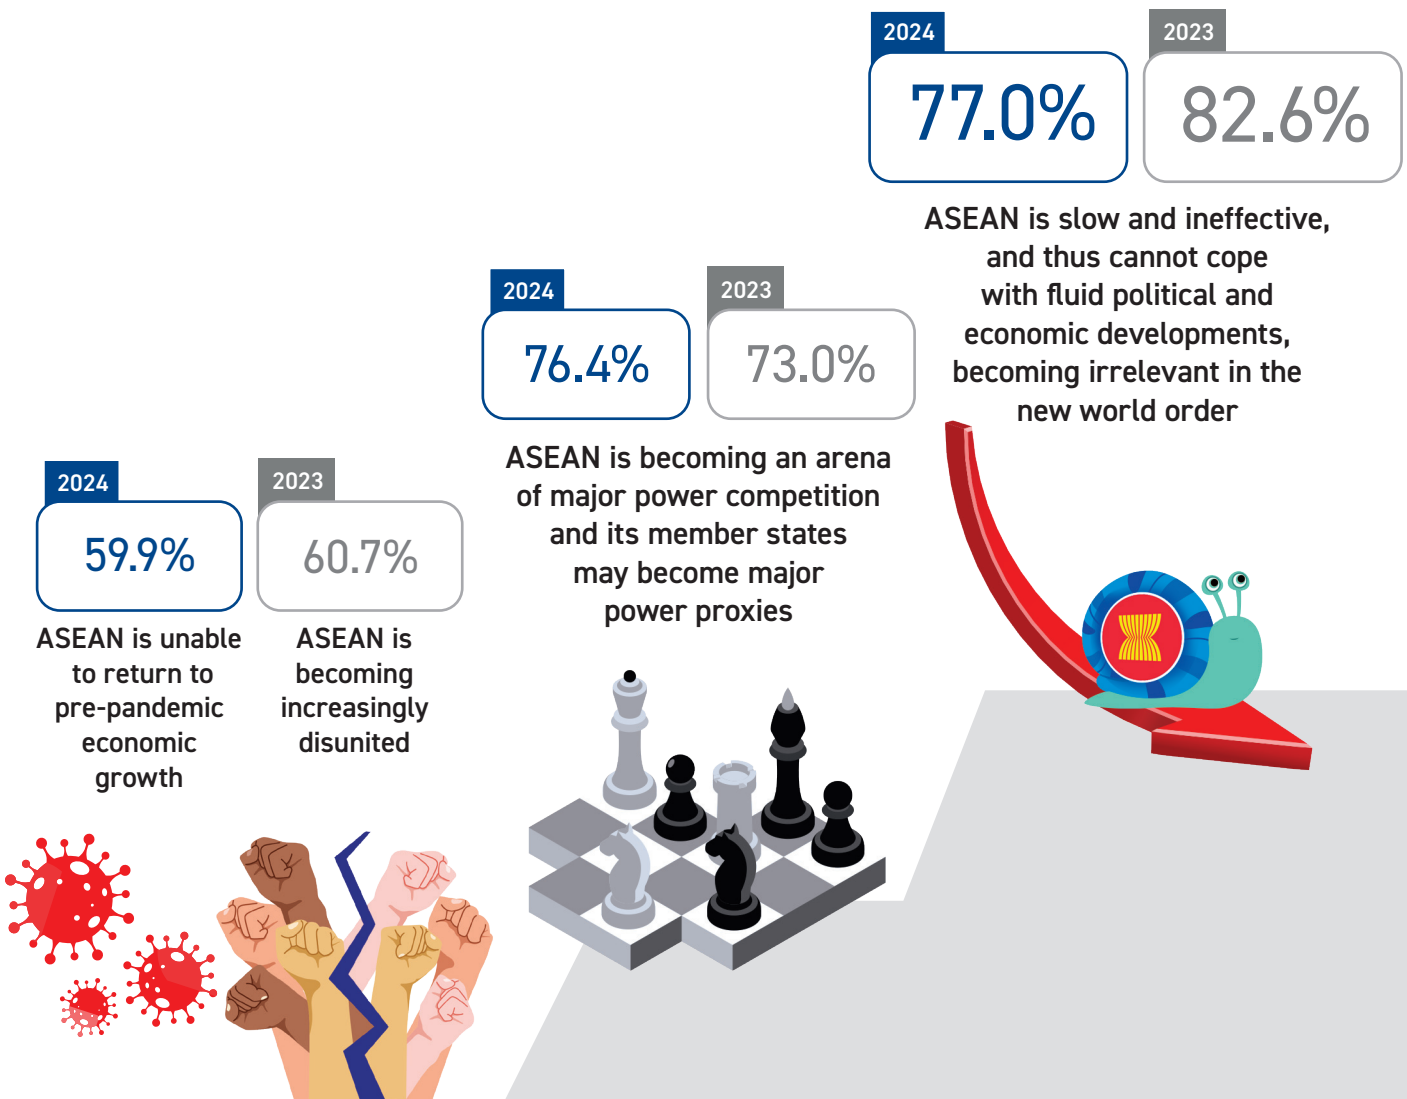 2024
77.0%
2023
82.6%
ASEAN is slow and ineffective,
and thus cannot cope
with fluid political and
economic developments,
becoming irrelevant in the
new world order
2024
76.4%
2023
73.0%
ASEAN is becoming an arena
of major power competition
and its member states
may become major
power proxies
2024
59.9%
ASEAN is unable
to return to
pre-pandemic
economic
growth
2023
60.7%
ASEAN is
becoming
increasingly
disunited